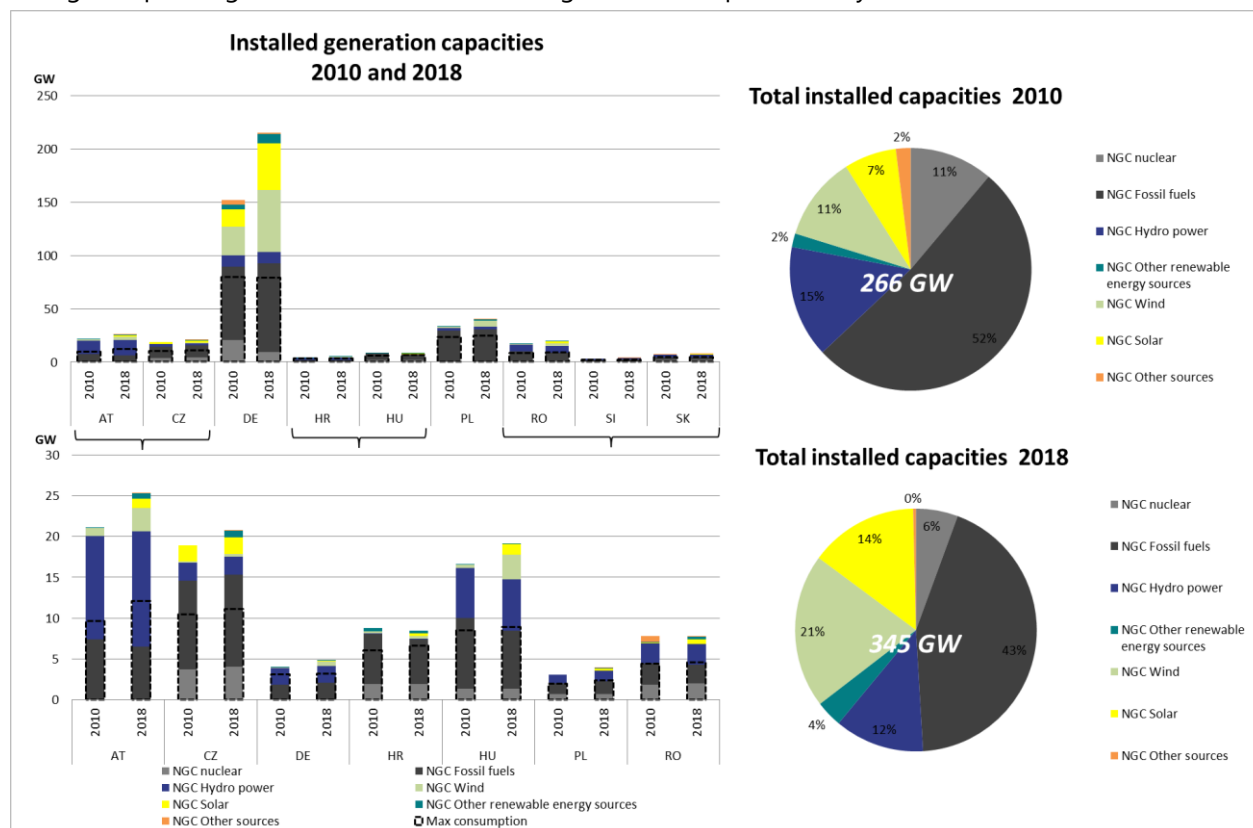 Installed generation capacities
2010 and 2018
GW
250
200
150
100
50
0
2010 2018 2010 2018 2010 2018 2010 2018 2010 2018 2010 2018 2010 2018 2010 2018 2010 2018
AT CZ DE HR HU PL RO SI SK
GW
30
25
20
15
10
5
0
2010 2018 2010 2018 2010 2018 2010 2018 2010 2018 2010 2018 2010 2018
AT CZ DE HR HU PL RO
NGC nuclear NGC Fossil fuels
NGC Hydro power NGC Wind
NGC Solar NGC Other renewable energy sources
NGC Other sources Max consumption
Total installed capacities 2010
2%
11%
7%
11%
2%
15%
266 GW
52%
NGC nuclear
NGC Fossil fuels
NGC Hydro power
NGC Other renewable
energy sources
NGC Wind
NGC Solar
NGC Other sources
Total installed capacities 2018
0%
6%
14%
21%
345 GW
43%
4%
12%
NGC nuclear
NGC Fossil fuels
NGC Hydro power
NGC Other renewable
energy sources
NGC Wind
NGC Solar
NGC Other sources